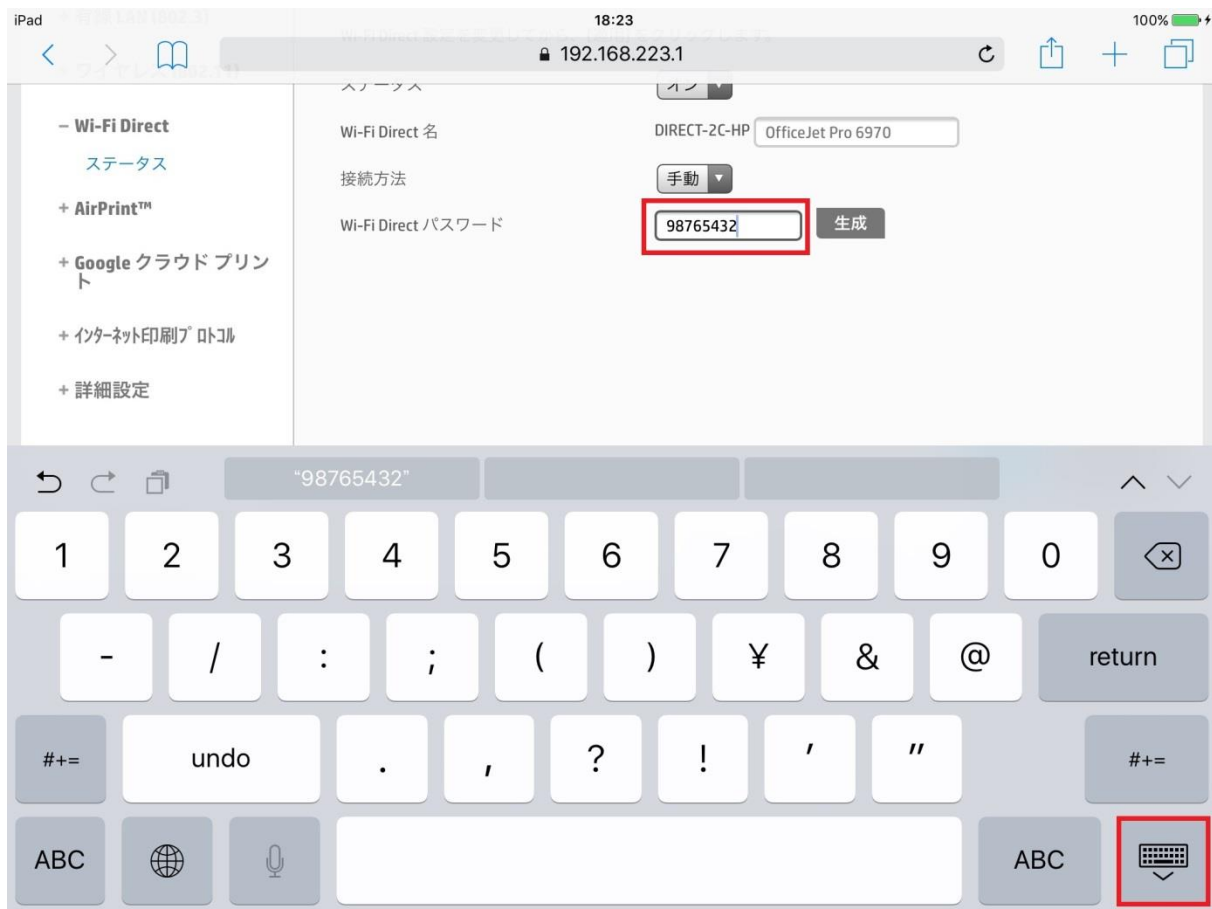 iPad
18:23
100%
192.168.223.1
ステータス
オン
− Wi-Fi Direct
ステータス
Wi-Fi Direct 名
DIRECT-2C-HP
OfficeJet Pro 6970
接続方法
手動
+ AirPrint™
Wi-Fi Direct パスワード
98765432
生成
+ Google クラウド プリン
ト
+ インターネット印刷プロトコル
+ 詳細設定
“98765432”
1 2 3 4 5 6 7 8 9 0
- / : ; ( ) ¥ & @ return
#+= undo . , ? ! ' " #+=
ABC ABC